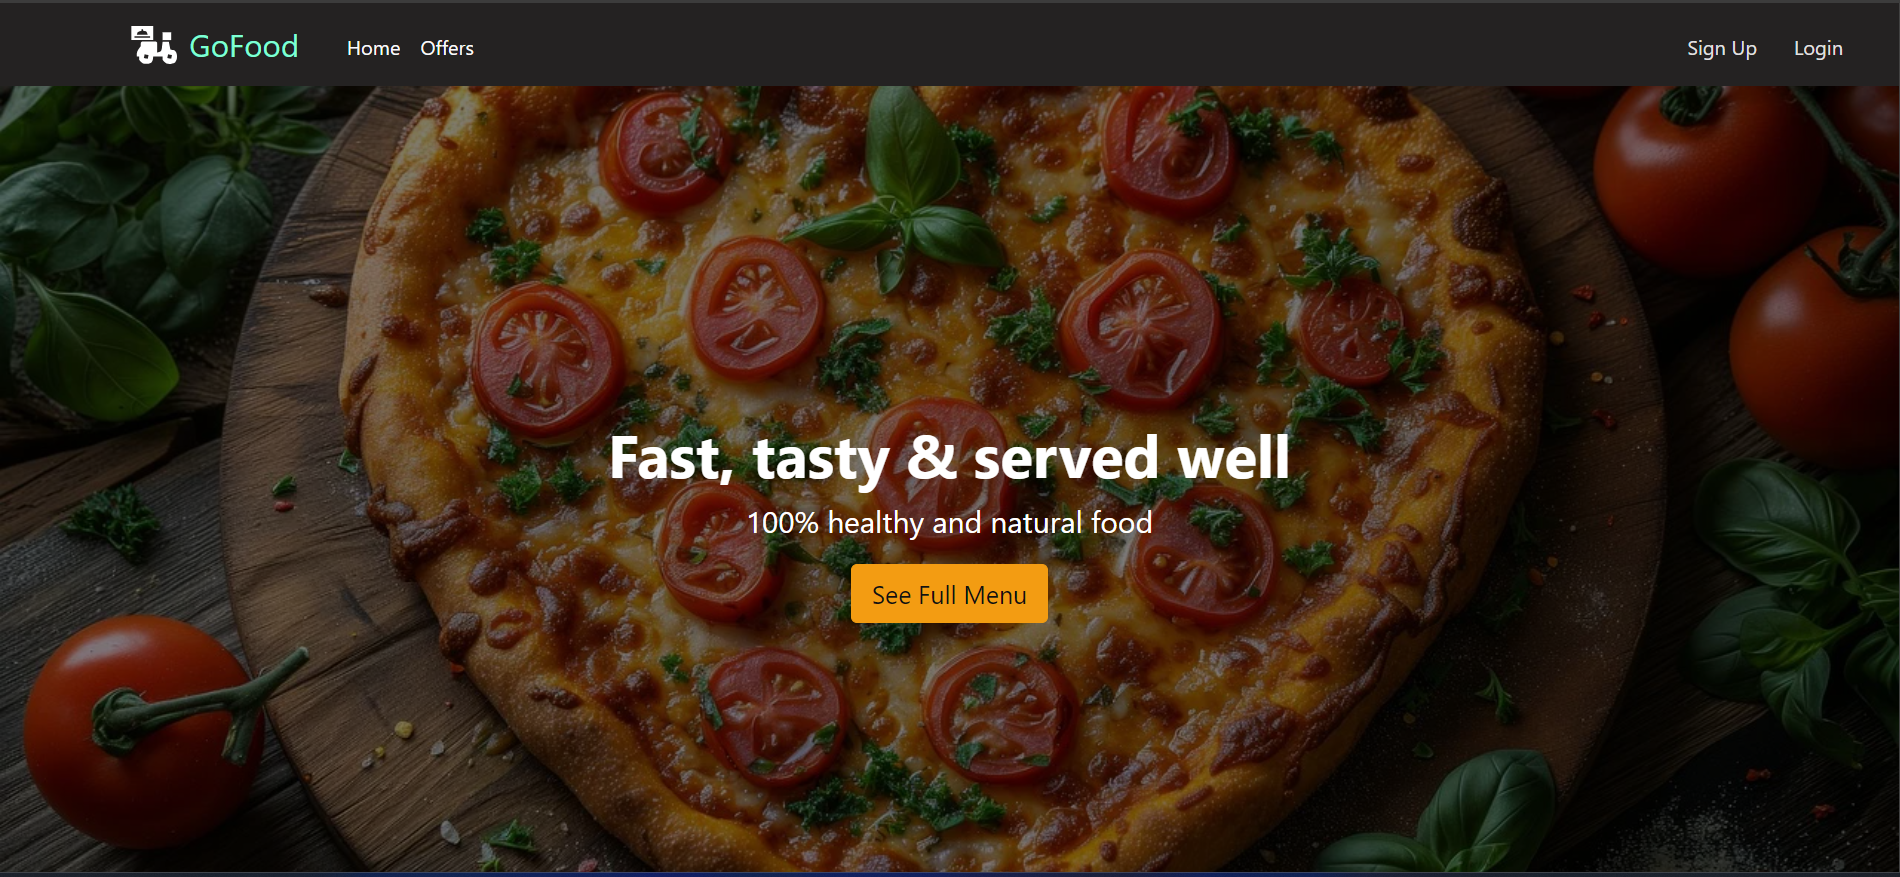 GoFood Home Offers Sign Up Login
Fast, tasty & served well
100% healthy and natural food
See Full Menu